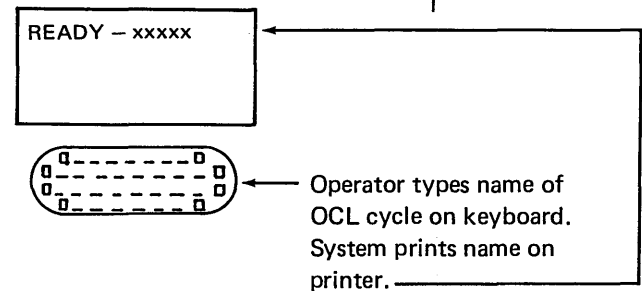 READY – xxxxx
Operator types name of
OCL cycle on keyboard.
System prints name on
printer.